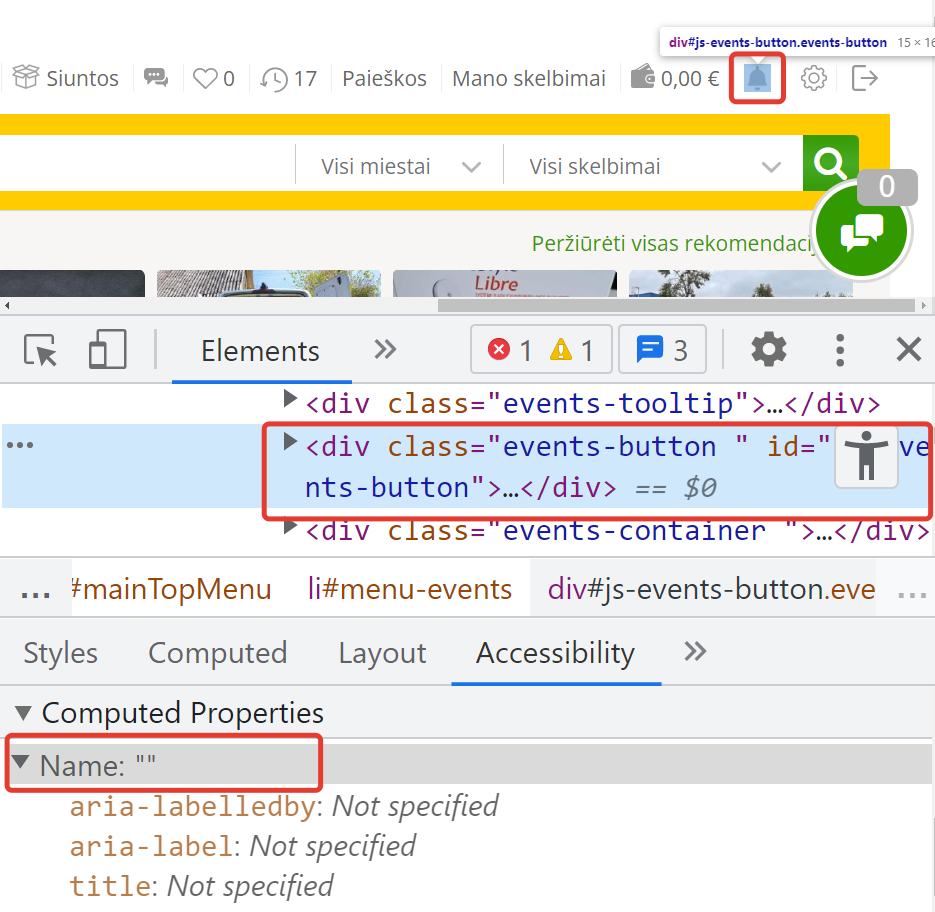 div#js-events-button.events-button 15 × 16
Siuntos 0 17 Paieškos Mano skelbimai 0,00 €
Visi miestai Visi skelbimai
0
Peržiūrėti visas rekomendaci
Libre
Elements 1 1 3
<div class="events-tooltip">…</div>
<div class="events-button " id=" ve
nts-button">…</div> == $0
<div class="events-container ">…</div>
... #mainTopMenu li#menu-events div#js-events-button.eve ...
Styles Computed Layout Accessibility
Computed Properties
Name: ""
aria-labelledby: Not specified
aria-label: Not specified
title: Not specified